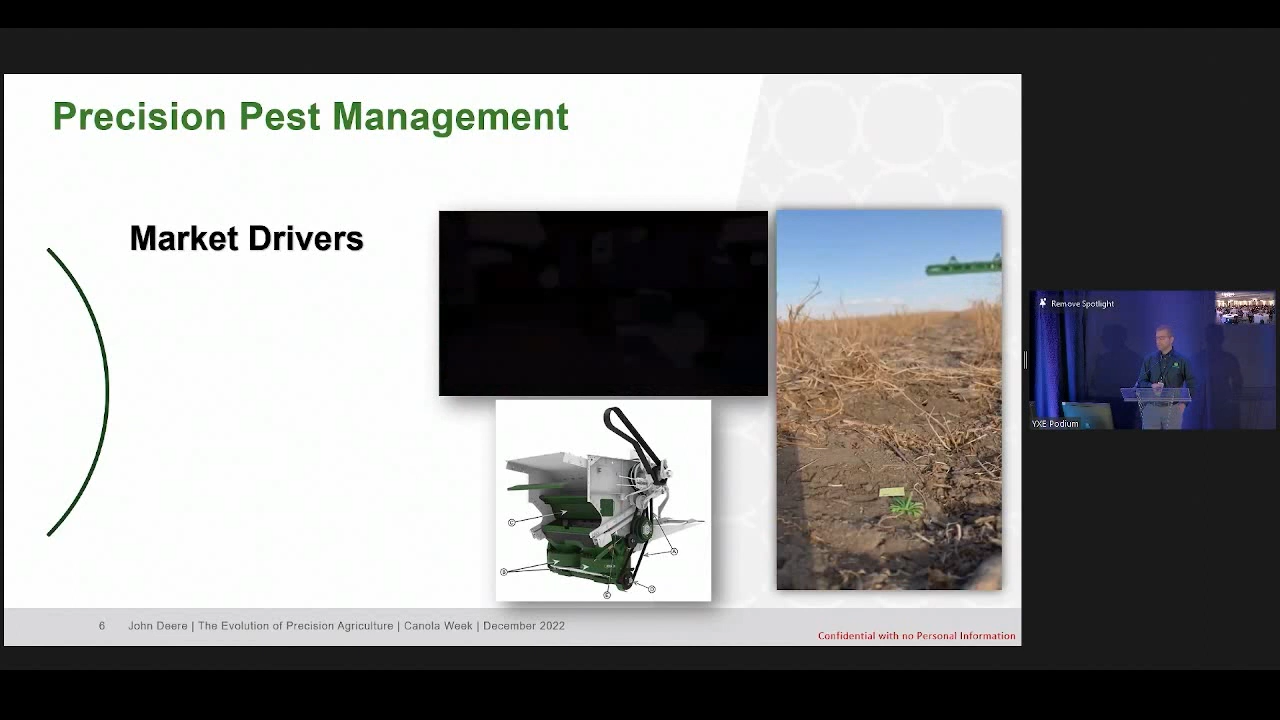 Precision Pest Management
Market Drivers
6 John Deere | The Evolution of Precision Agriculture | Canola Week | December 2022
Confidential with no Personal Information
Remove Spotlight
YXE Podium